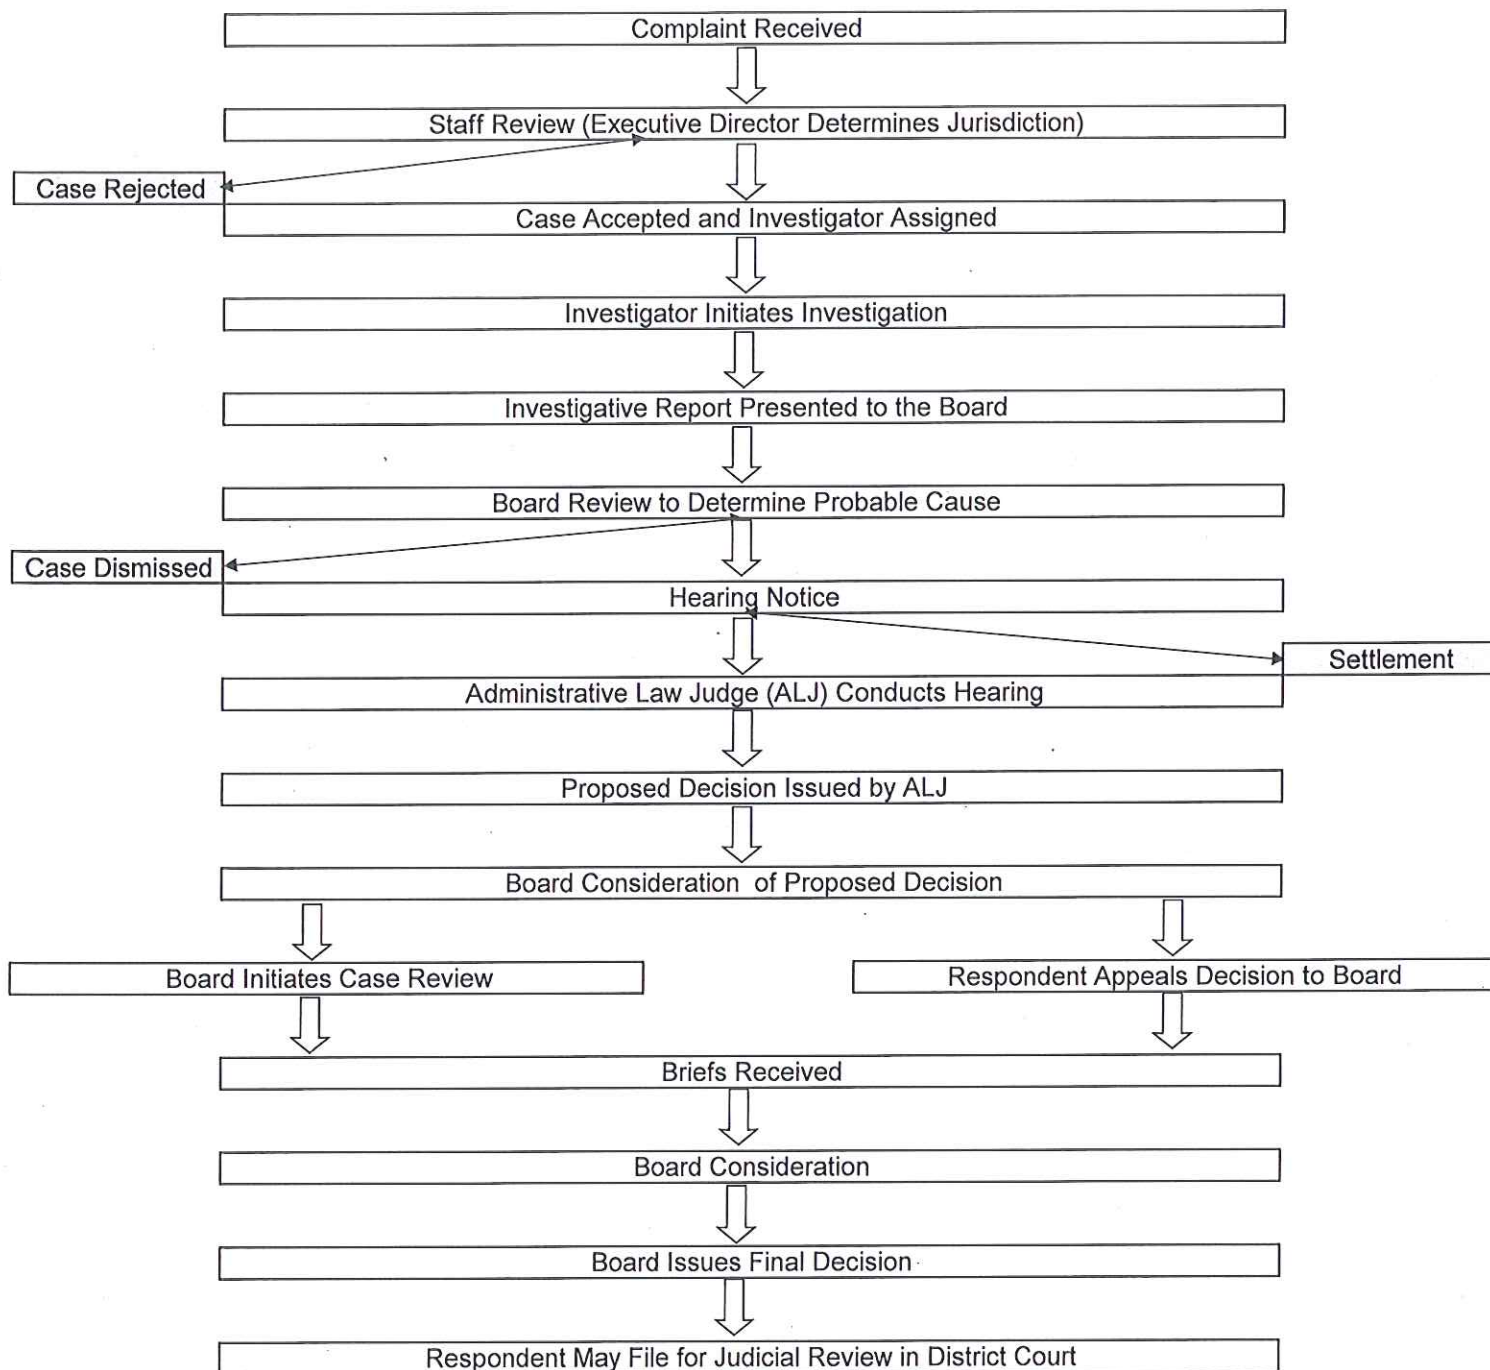 Complaint Received
Staff Review (Executive Director Determines Jurisdiction)
Case Rejected
Case Accepted and Investigator Assigned
Investigator Initiates Investigation
Investigative Report Presented to the Board
Board Review to Determine Probable Cause
Case Dismissed
Hearing Notice
Settlement
Administrative Law Judge (ALJ) Conducts Hearing
Proposed Decision Issued by ALJ
Board Consideration of Proposed Decision
Board Initiates Case Review
Respondent Appeals Decision to Board
Briefs Received
Board Consideration
Board Issues Final Decision
Respondent May File for Judicial Review in District Court